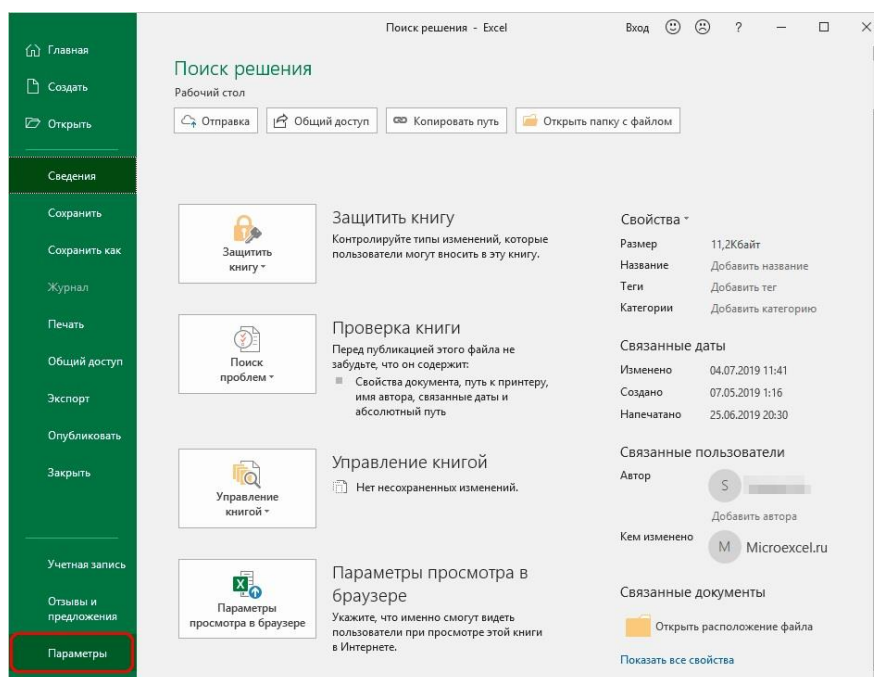 Поиск решения - Excel
Вход
?
Главная
Создать
Открыть
Сведения
Сохранить
Сохранить как
Журнал
Печать
Общий доступ
Экспорт
Опубликовать
Закрыть
Учетная запись
Отзывы и
предложения
Параметры
Поиск решения
Рабочий стол
Отправка
Общий доступ
Копировать путь
Открыть папку с файлом
Защитить
книгу
Защитить книгу
Контролируйте типы изменений, которые
пользователи могут вносить в эту книгу.
Поиск
проблем
Проверка книги
Перед публикацией этого файла не
забудьте, что он содержит:
Свойства документа, путь к принтеру,
имя автора, связанные даты и
абсолютный путь
Управление
книгой
Управление книгой
Нет несохраненных изменений.
Параметры
просмотра в браузере
Параметры просмотра в
браузере
Укажите, что именно смогут видеть
пользователи при просмотре этой книги
в Интернете.
Свойства
Размер 11,2Кбайт
Название Добавить название
Теги Добавить тег
Категории Добавить категорию
Связанные даты
Изменено 04.07.2019 11:41
Создано 07.05.2019 1:16
Напечатано 25.06.2019 20:30
Связанные пользователи
Автор S
Добавить автора
Кем изменено M Microexcel.ru
Связанные документы
Открыть расположение файла
Показать все свойства